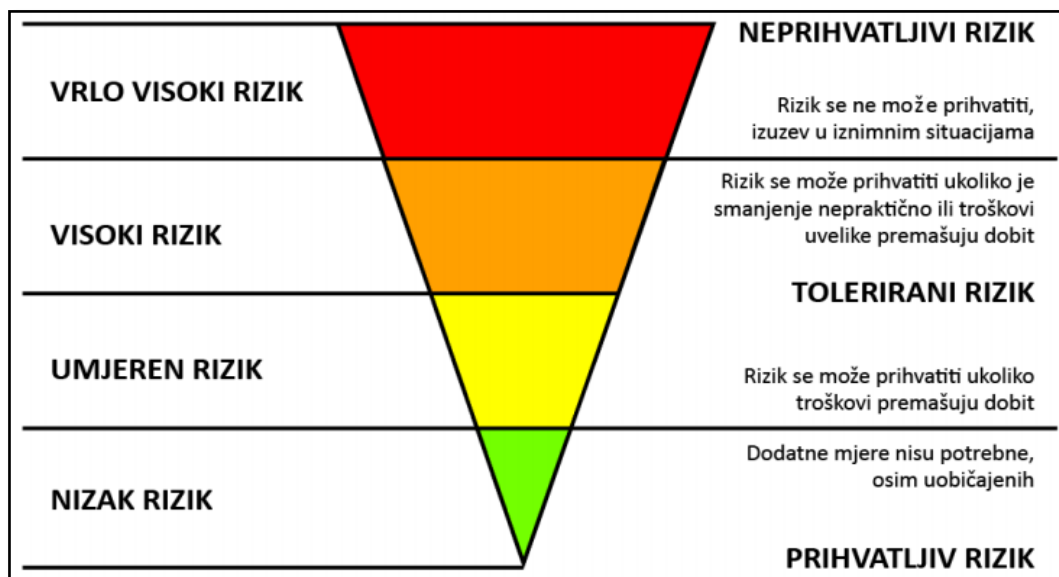 NEPRIHVATLJIVI RIZIK
VRLO VISOKI RIZIK
Rizik se ne može prihvatiti,
izuzev u iznimnim situacijama
Rizik se može prihvatiti ukoliko je
smanjenje nepraktično ili troškovi
uvelike premašuju dobit
VISOKI RIZIK
TOLERIRANI RIZIK
UMJEREN RIZIK
Rizik se može prihvatiti ukoliko
troškovi premašuju dobit
Dodatne mjere nisu potrebne,
osim uobičajenih
NIZAK RIZIK
PRIHVATLJIV RIZIK